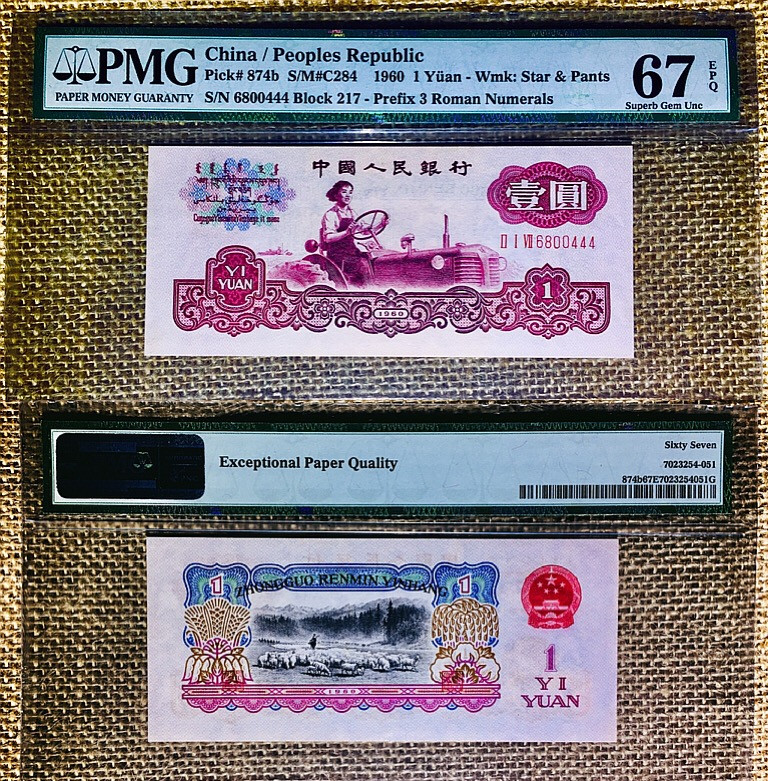 PMG
PAPER MONEY GUARANTY
China / Peoples Republic
Pick# 874b S/M#C284 1960 1 Yüan - Wmk: Star & Pants
S/N 6800444 Block 217 - Prefix 3 Roman Numerals
67
EPQ
Superb Gem Unc
中國人民銀行
壹圓
II I VII 6800444
YI
YUAN
1
1960
Exceptional Paper Quality
Sixty Seven
7023254-051
874b67E7023254051G
1
ZHONGGUO RENMIN YINHANG
1
1960
1
YI
YUAN